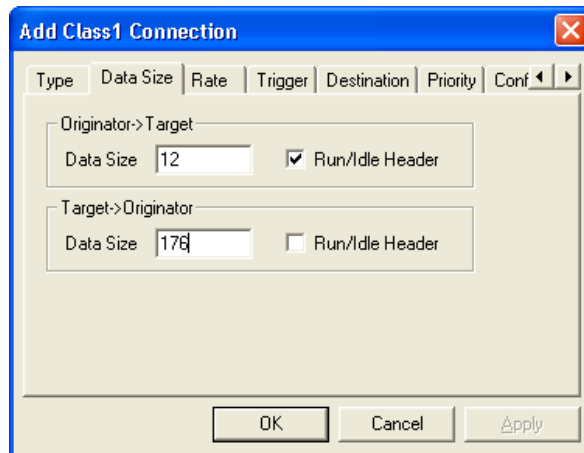 Add Class1 Connection
Type Data Size Rate Trigger Destination Priority Conf
Originator->Target
Data Size 12 Run/Idle Header
Target->Originator
Data Size 176 Run/Idle Header
OK Cancel Apply